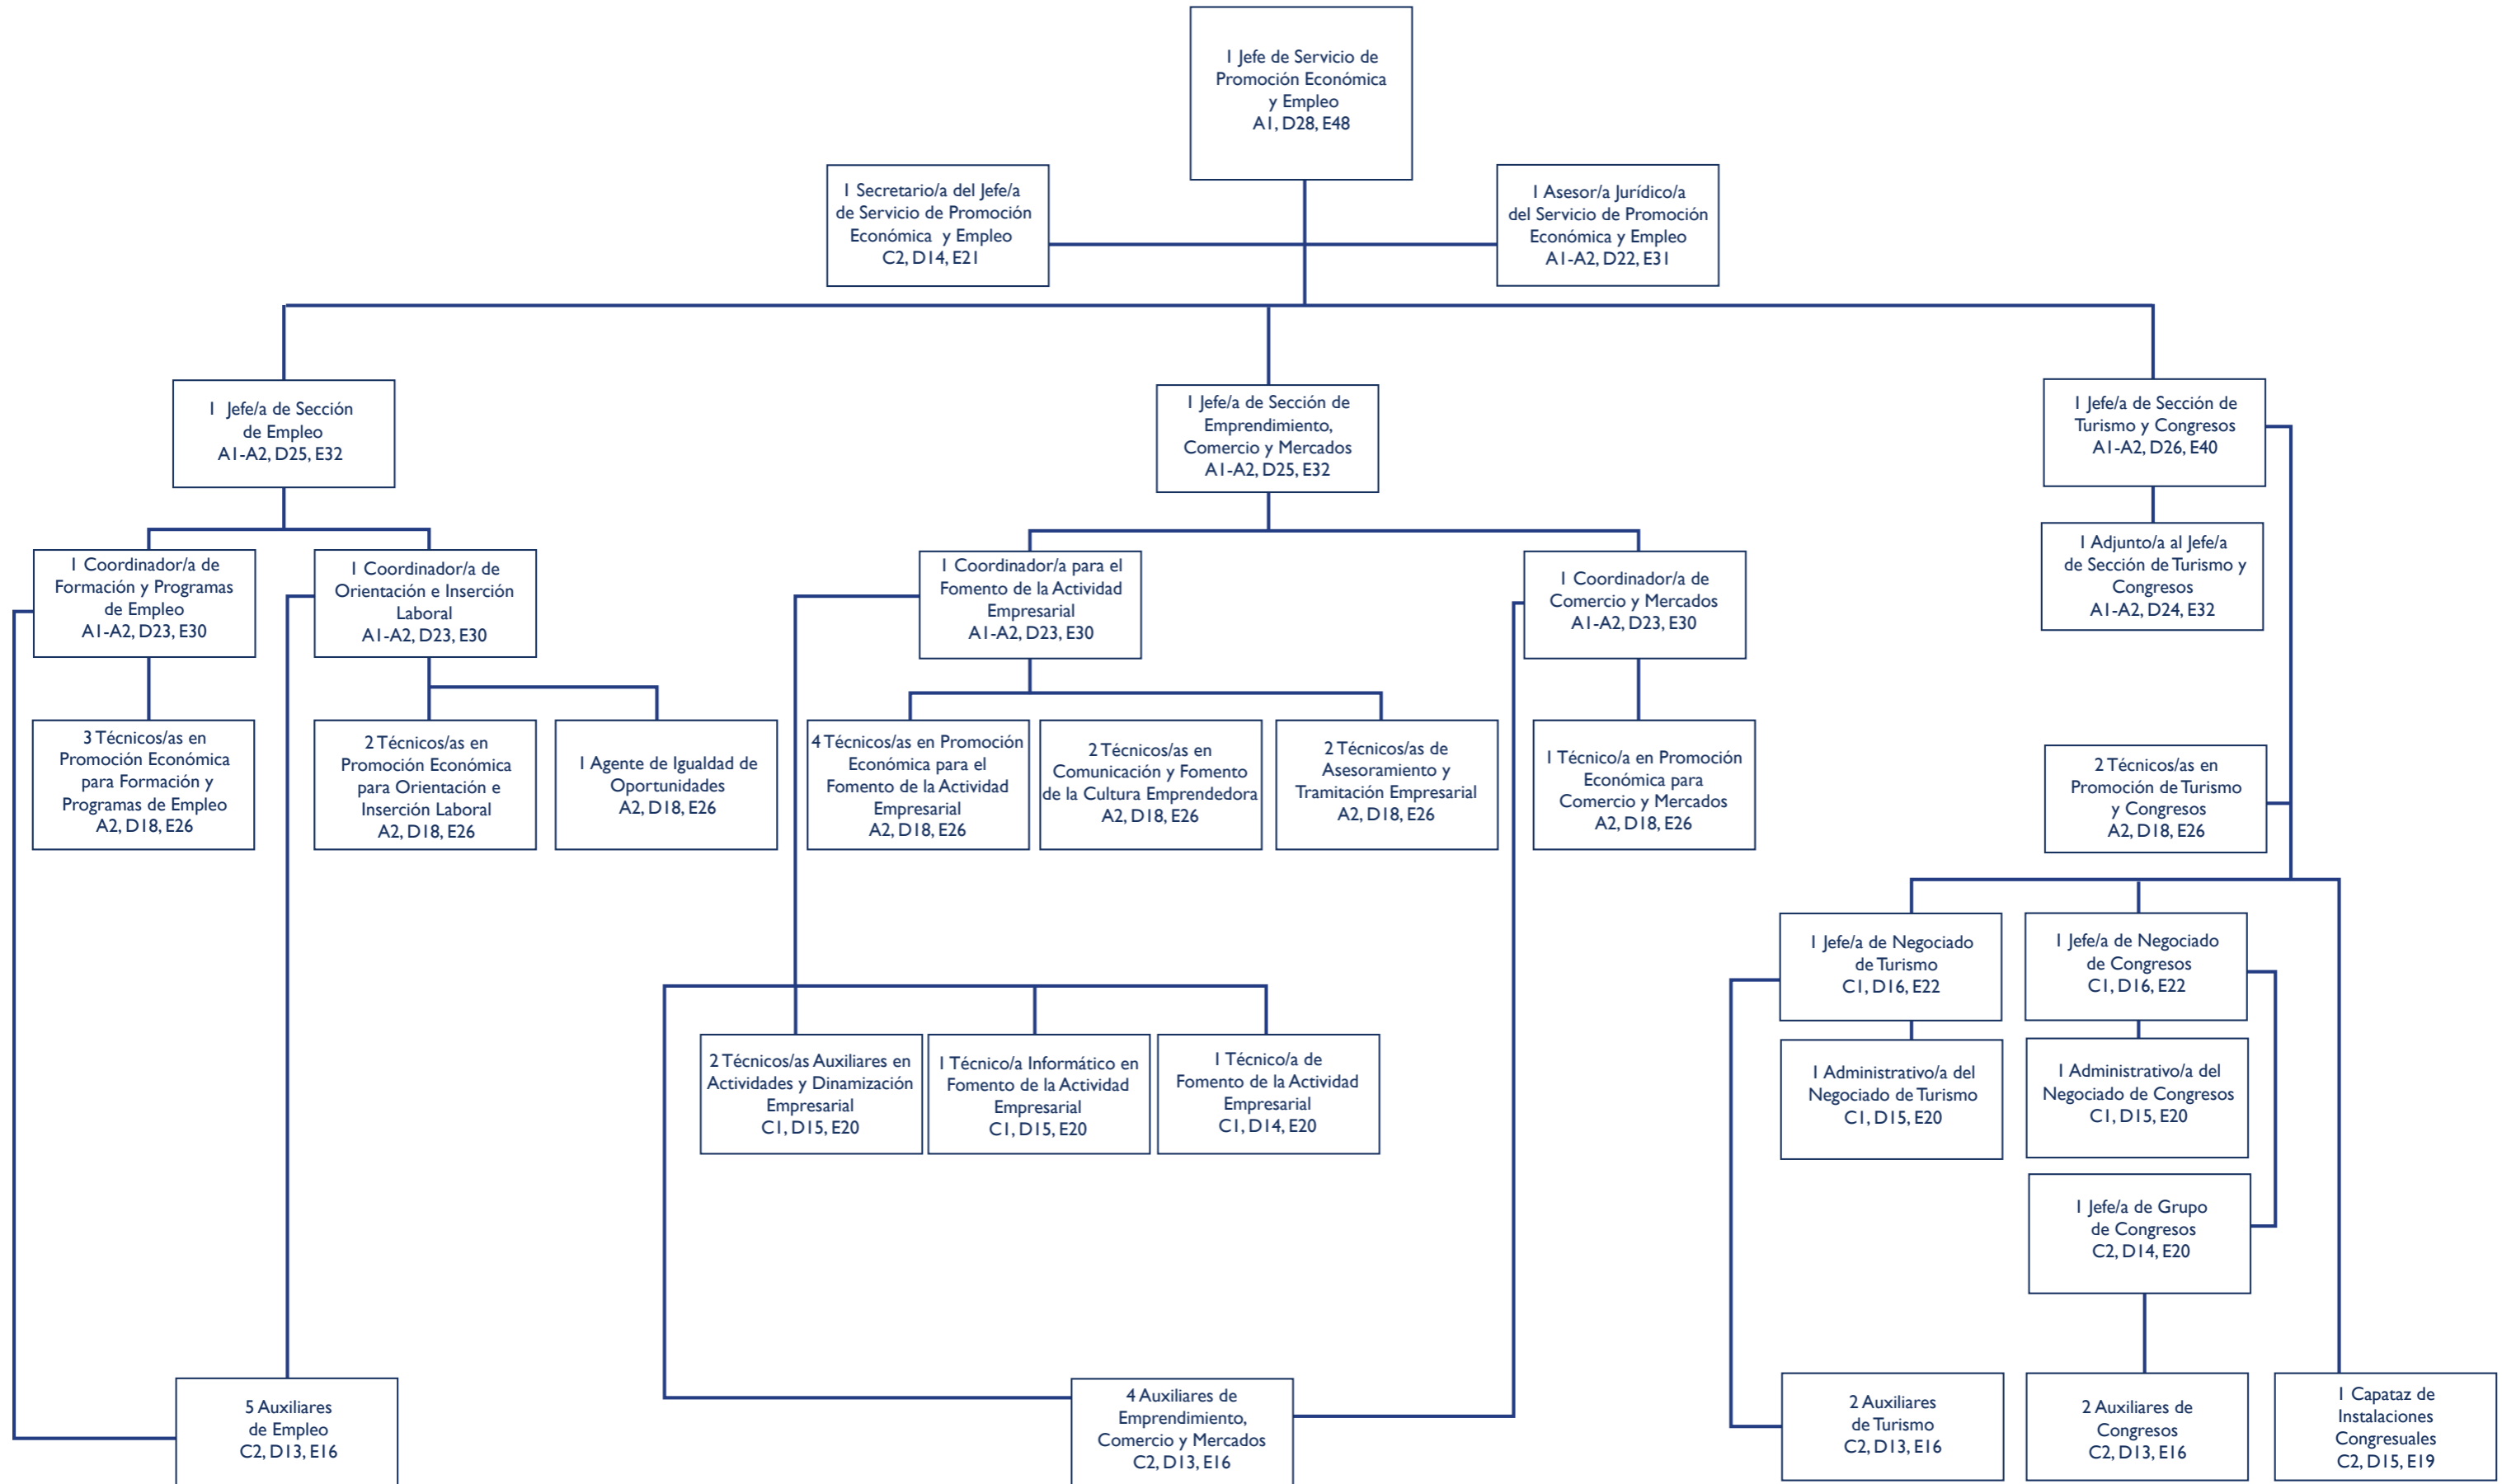 1 Jefe de Servicio de
Promoción Económica
y Empleo
A1, D28, E48
1 Secretario/a del Jefe/a
de Servicio de Promoción
Económica y Empleo
C2, D14, E21
1 Asesor/a Jurídico/a
del Servicio de Promoción
Económica y Empleo
A1-A2, D22, E31
1 Jefe/a de Sección
de Empleo
A1-A2, D25, E32
1 Jefe/a de Sección de
Emprendimiento,
Comercio y Mercados
A1-A2, D25, E32
1 Jefe/a de Sección de
Turismo y Congresos
A1-A2, D26, E40
1 Coordinador/a de
Formación y Programas
de Empleo
A1-A2, D23, E30
1 Coordinador/a de
Orientación e Inserción
Laboral
A1-A2, D23, E30
1 Coordinador/a para el
Fomento de la Actividad
Empresarial
A1-A2, D23, E30
1 Coordinador/a de
Comercio y Mercados
A1-A2, D23, E30
1 Adjunto/a al Jefe/a
de Sección de Turismo y
Congresos
A1-A2, D24, E32
3 Técnicos/as en
Promoción Económica
para Formación y
Programas de Empleo
A2, D18, E26
2 Técnicos/as en
Promoción Económica
para Orientación e
Inserción Laboral
A2, D18, E26
1 Agente de Igualdad de
Oportunidades
A2, D18, E26
4 Técnicos/as en Promoción
Económica para el
Fomento de la Actividad
Empresarial
A2, D18, E26
2 Técnicos/as en
Comunicación y Fomento
de la Cultura Emprendedora
A2, D18, E26
2 Técnicos/as de
Asesoramiento y
Tramitación Empresarial
A2, D18, E26
1 Técnico/a en Promoción
Económica para
Comercio y Mercados
A2, D18, E26
2 Técnicos/as en
Promoción de Turismo
y Congresos
A2, D18, E26
1 Jefe/a de Negociado
de Turismo
C1, D16, E22
1 Jefe/a de Negociado
de Congresos
C1, D16, E22
2 Técnicos/as Auxiliares en
Actividades y Dinamización
Empresarial
C1, D15, E20
1 Técnico/a Informático en
Fomento de la Actividad
Empresarial
C1, D15, E20
1 Técnico/a de
Fomento de la Actividad
Empresarial
C1, D14, E20
1 Administrativo/a del
Negociado de Turismo
C1, D15, E20
1 Administrativo/a del
Negociado de Congresos
C1, D15, E20
1 Jefe/a de Grupo
de Congresos
C2, D14, E20
5 Auxiliares
de Empleo
C2, D13, E16
4 Auxiliares de
Emprendimiento,
Comercio y Mercados
C2, D13, E16
2 Auxiliares
de Turismo
C2, D13, E16
2 Auxiliares de
Congresos
C2, D13, E16
1 Capataz de
Instalaciones
Congresuales
C2, D15, E19